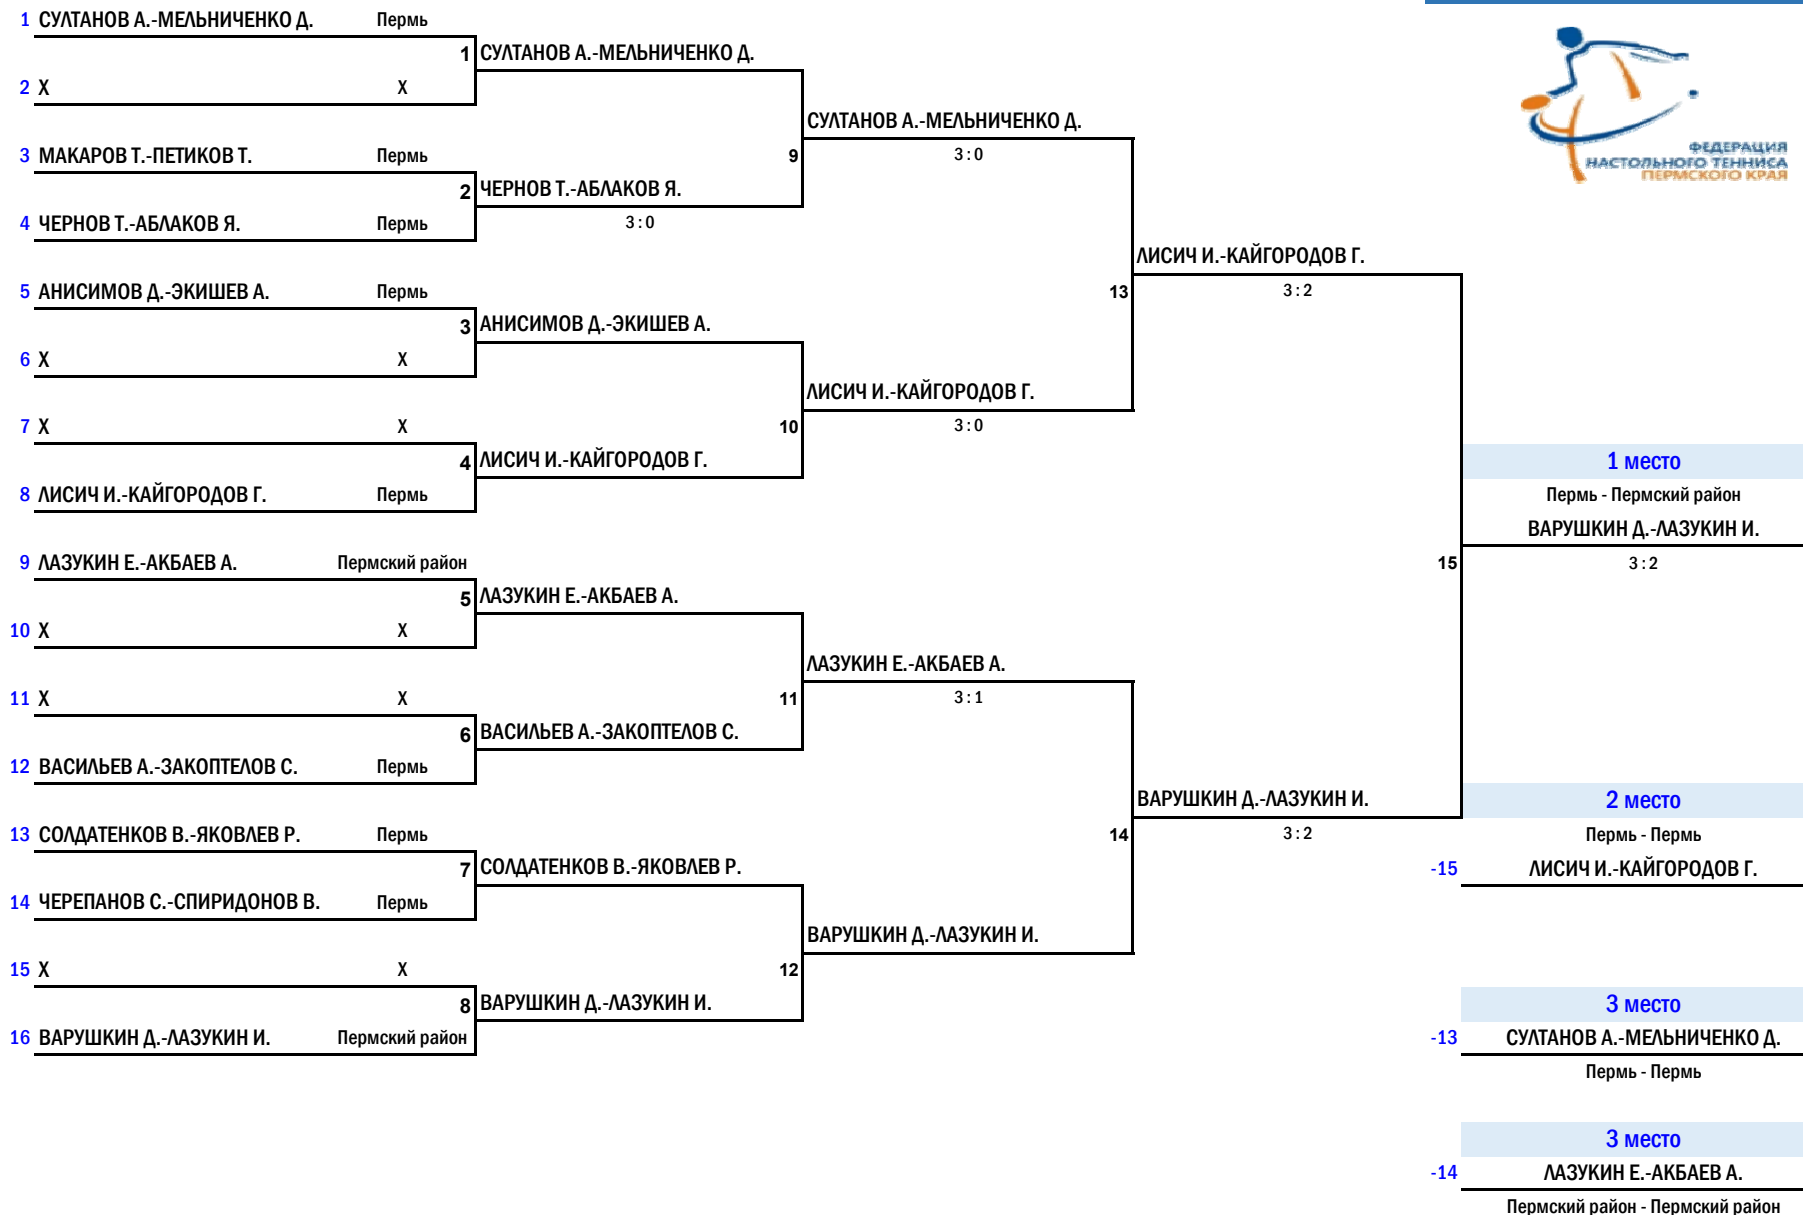 1 СУЛТАНОВ А.-МЕЛЬНИЧЕНКО Д. Пермь
1 СУЛТАНОВ А.-МЕЛЬНИЧЕНКО Д.
2 X X
СУЛТАНОВ А.-МЕЛЬНИЧЕНКО Д.
3 МАКАРОВ Т.-ПЕТИКОВ Т. Пермь 9 3 : 0
ФЕДЕРАЦИЯ
НАСТОЛЬНОГО ТЕННИСА
ПЕРМСКОГО КРАЯ
2 ЧЕРНОВ Т.-АБЛАКОВ Я.
4 ЧЕРНОВ Т.-АБЛАКОВ Я. Пермь 3 : 0
ЛИСИЧ И.-КАЙГОРОДОВ Г.
5 АНИСИМОВ Д.-ЭКИШЕВ А. Пермь 13 3 : 2
3 АНИСИМОВ Д.-ЭКИШЕВ А.
6 X X
ЛИСИЧ И.-КАЙГОРОДОВ Г.
7 X X 10 3 : 0
4 ЛИСИЧ И.-КАЙГОРОДОВ Г. 1 место
8 ЛИСИЧ И.-КАЙГОРОДОВ Г. Пермь Пермь - Пермский район
ВАРУШКИН Д.-ЛАЗУКИН И.
9 ЛАЗУКИН Е.-АКБАЕВ А. Пермский район 15 3 : 2
5 ЛАЗУКИН Е.-АКБАЕВ А.
10 X X
ЛАЗУКИН Е.-АКБАЕВ А.
11 X X 11 3 : 1
6 ВАСИЛЬЕВ А.-ЗАКОПТЕЛОВ С.
12 ВАСИЛЬЕВ А.-ЗАКОПТЕЛОВ С. Пермь
ВАРУШКИН Д.-ЛАЗУКИН И. 2 место
13 СОЛДАТЕНКОВ В.-ЯКОВЛЕВ Р. Пермь 14 3 : 2 Пермь - Пермь
7 СОЛДАТЕНКОВ В.-ЯКОВЛЕВ Р. -15 ЛИСИЧ И.-КАЙГОРОДОВ Г.
14 ЧЕРЕПАНОВ С.-СПИРИДОНОВ В. Пермь
ВАРУШКИН Д.-ЛАЗУКИН И.
15 X X 12
8 ВАРУШКИН Д.-ЛАЗУКИН И. 3 место
16 ВАРУШКИН Д.-ЛАЗУКИН И. Пермский район -13 СУЛТАНОВ А.-МЕЛЬНИЧЕНКО Д.
Пермь - Пермь
3 место
-14 ЛАЗУКИН Е.-АКБАЕВ А.
Пермский район - Пермский район